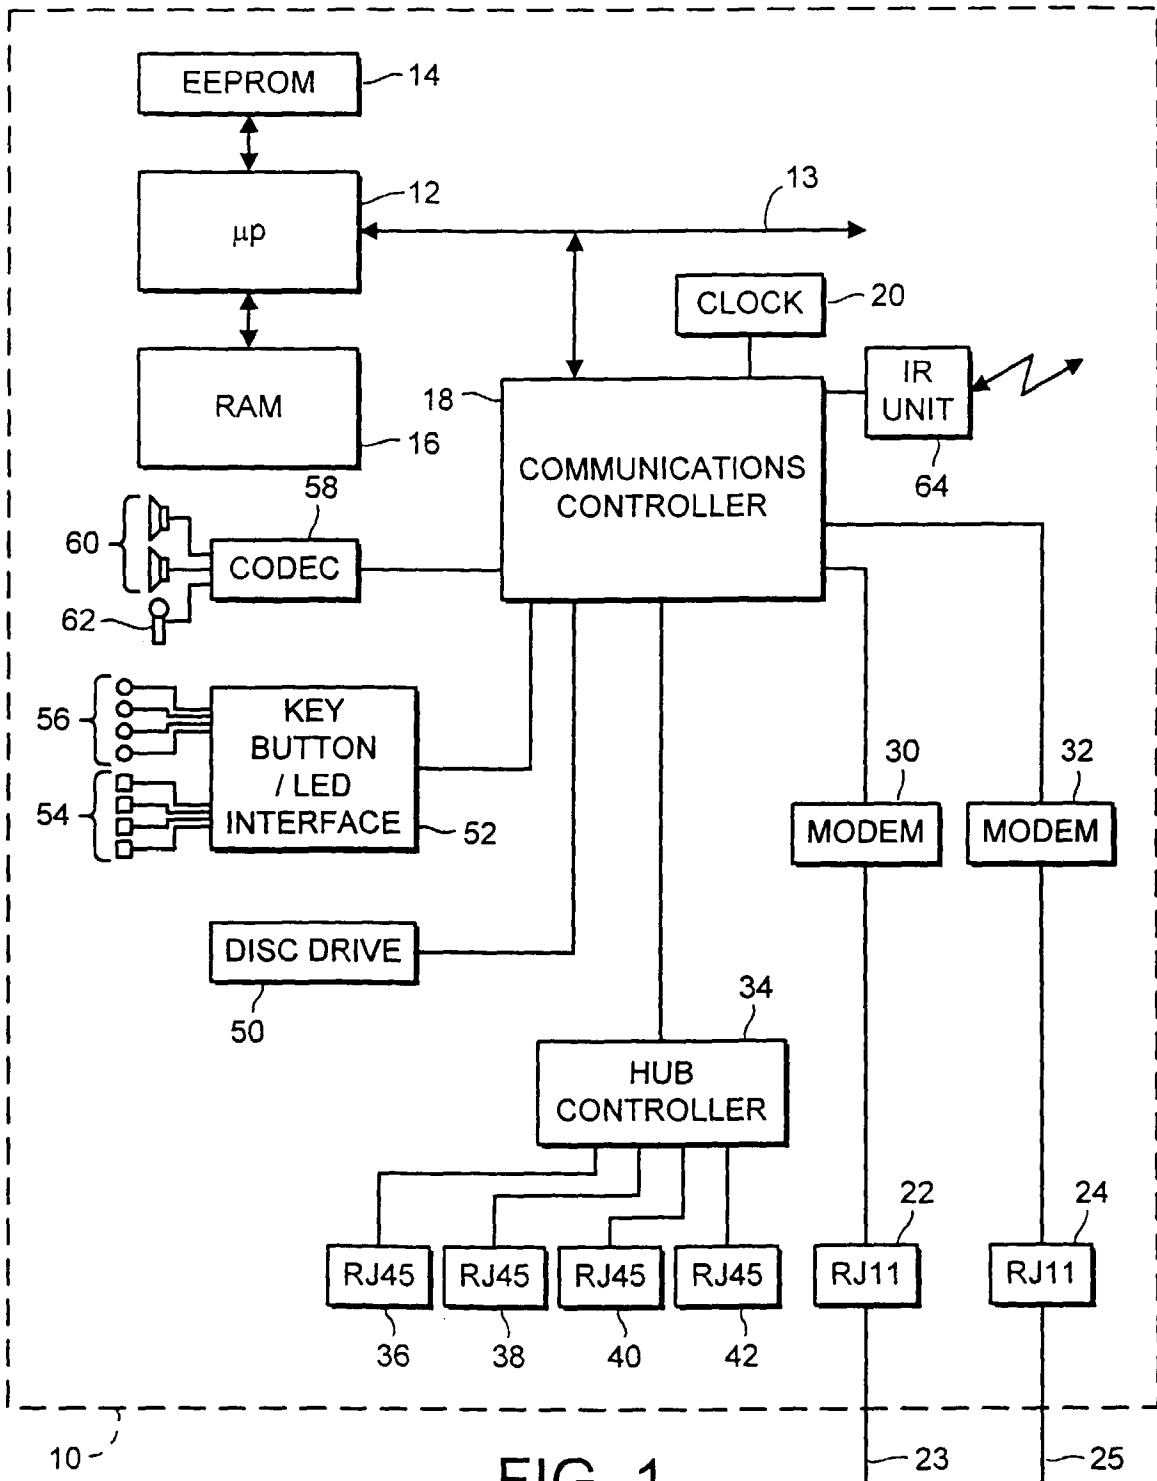 EEPROM
14
12
µp
13
CLOCK
20
RAM
16
18
IR
UNIT
64
COMMUNICATIONS
CONTROLLER
58
60
CODEC
62
56
KEY
BUTTON
/ LED
INTERFACE
54
52
30
MODEM
32
MODEM
DISC DRIVE
50
34
HUB
CONTROLLER
22
24
RJ45
RJ45
RJ45
RJ45
RJ11
RJ11
36
38
40
42
10
23
25
FIG. 1